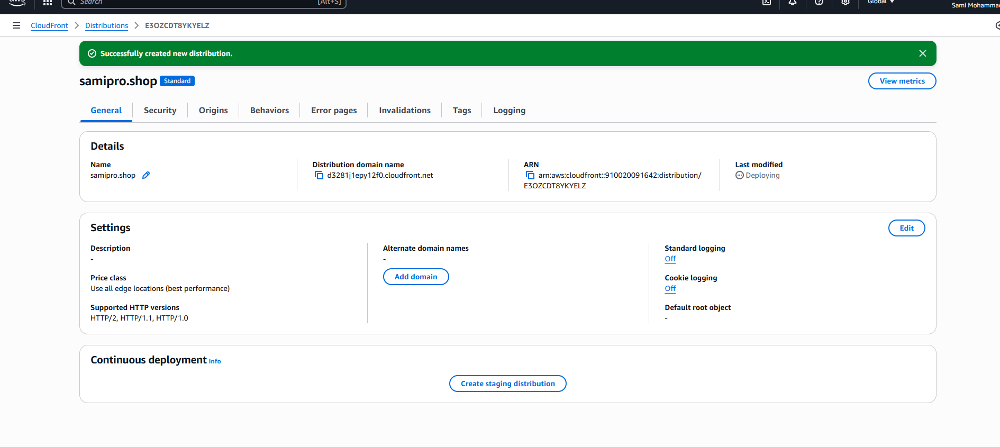 aws Search [Alt+S] Global
Sami Mohammad
CloudFront > Distributions > E3OZCDT8YKYELZ
Successfully created new distribution.
samipro.shop Standard View metrics
General Security Origins Behaviors Error pages Invalidations Tags Logging
Details
Name
samipro.shop
Distribution domain name
d3281j1epy12f0.cloudfront.net
ARN
arn:aws:cloudfront::910020091642:distribution/
E3OZCDT8YKYELZ
Last modified
Deploying
Settings
Edit
Description
-
Price class
Use all edge locations (best performance)
Supported HTTP versions
HTTP/2, HTTP/1.1, HTTP/1.0
Alternate domain names
-
Add domain
Standard logging
Off
Cookie logging
Off
Default root object
-
Continuous deployment Info
Create staging distribution